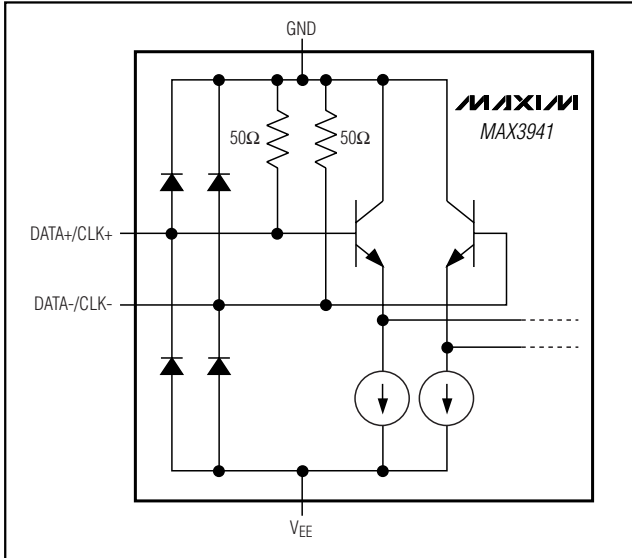 GND
MAXIM
MAX3941
50Ω 50Ω
DATA+/CLK+
DATA-/CLK-
VEE